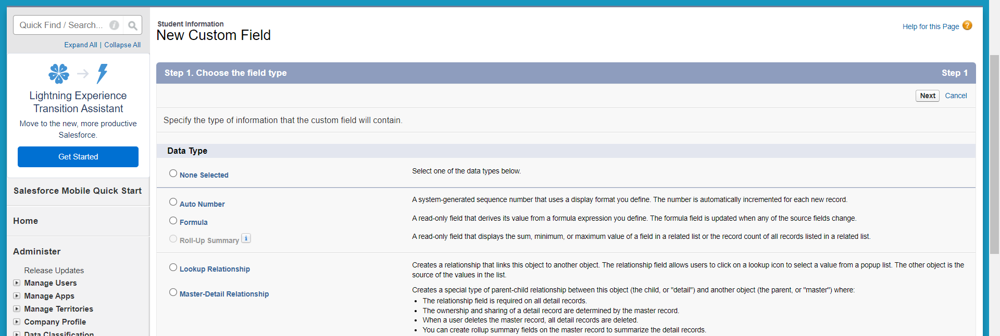 Quick Find / Search...
Expand All | Collapse All
Lightning Experience
Transition Assistant
Move to the new, more productive
Salesforce.
Get Started
Salesforce Mobile Quick Start
Home
Administer
Release Updates
Manage Users
Manage Apps
Manage Territories
Company Profile
Data Classification
Student Information
New Custom Field
Help for this Page ?
Step 1. Choose the field type
Step 1
Next Cancel
Specify the type of information that the custom field will contain.
Data Type
None Selected
Select one of the data types below.
Auto Number
A system-generated sequence number that uses a display format you define. The number is automatically incremented for each new record.
Formula
A read-only field that derives its value from a formula expression you define. The formula field is updated when any of the source fields change.
Roll-Up Summary i
A read-only field that displays the sum, minimum, or maximum value of a field in a related list or the record count of all records listed in a related list.
Lookup Relationship
Creates a relationship that links this object to another object. The relationship field allows users to click on a lookup icon to select a value from a popup list. The other object is the
source of the values in the list.
Master-Detail Relationship
Creates a special type of parent-child relationship between this object (the child, or "detail") and another object (the parent, or "master") where:
• The relationship field is required on all detail records.
• The ownership and sharing of a detail record are determined by the master record.
• When a user deletes the master record, all detail records are deleted.
• You can create rollup summary fields on the master record to summarize the detail records.